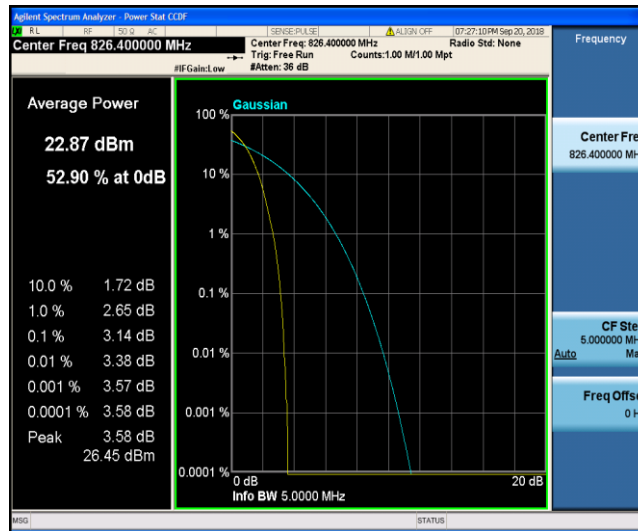 Agilent Spectrum Analyzer - Power Stat CCDF
RL RF 50 Ω AC SENSE:PULSE ALIGN OFF 07:27:10 PM Sep 20, 2018
Center Freq 826.400000 MHz Center Freq: 826.400000 MHz Radio Std: None
Trig: Free Run Counts:1.00 M/1.00 Mpt
#IFGain:Low #Atten: 36 dB
Frequency
Average Power
22.87 dBm
52.90 % at 0dB
10.0 % 1.72 dB
1.0 % 2.65 dB
0.1 % 3.14 dB
0.01 % 3.38 dB
0.001 % 3.57 dB
0.0001 % 3.58 dB
Peak 3.58 dB
26.45 dBm
Gaussian
100 %
10 %
1 %
0.1 %
0.01 %
0.001 %
0.0001 %
0 dB 20 dB
Info BW 5.0000 MHz
Center Fre
826.400000 MH
CF Ste
5.000000 MH
Auto Ma
Freq Offs
0 H
MSG STATUS